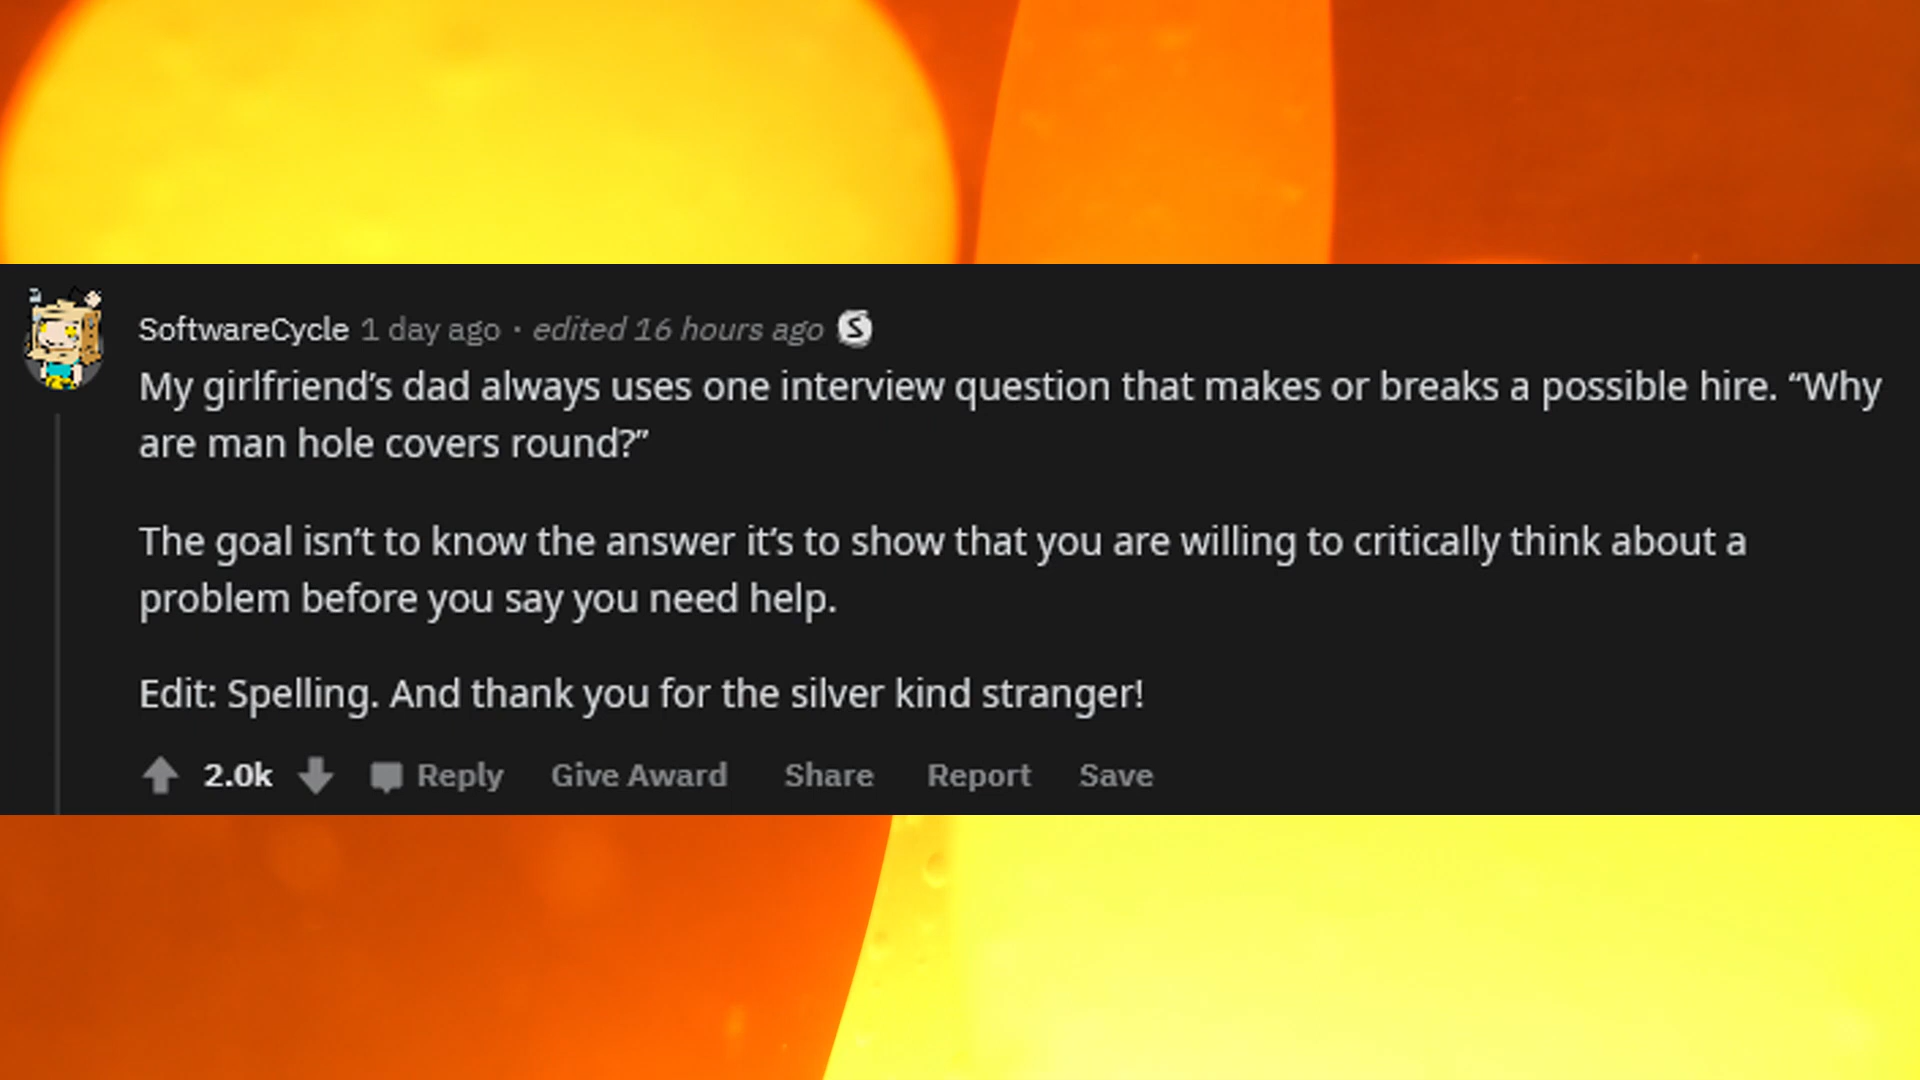 SoftwareCycle 1 day ago · edited 16 hours ago S
My girlfriend’s dad always uses one interview question that makes or breaks a possible hire. “Why
are man hole covers round?”
The goal isn’t to know the answer it’s to show that you are willing to critically think about a
problem before you say you need help.
Edit: Spelling. And thank you for the silver kind stranger!
2.0k Reply Give Award Share Report Save